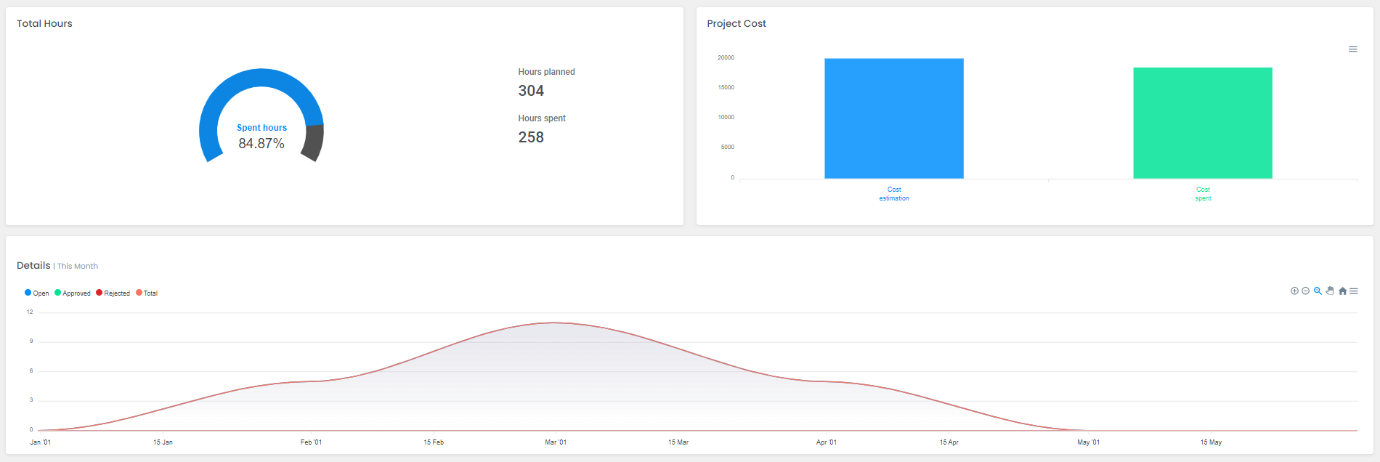 Total Hours
Spent hours
84.87%
Hours planned
304
Hours spent
258
Project Cost
20000
15000
10000
5000
0
Cost
estimation
Cost
spent
Details | This Month
Open Approved Rejected Total
12
9
6
3
0
Jan '01 15 Jan Feb '01 15 Feb Mar '01 15 Mar Apr '01 15 Apr May '01 15 May